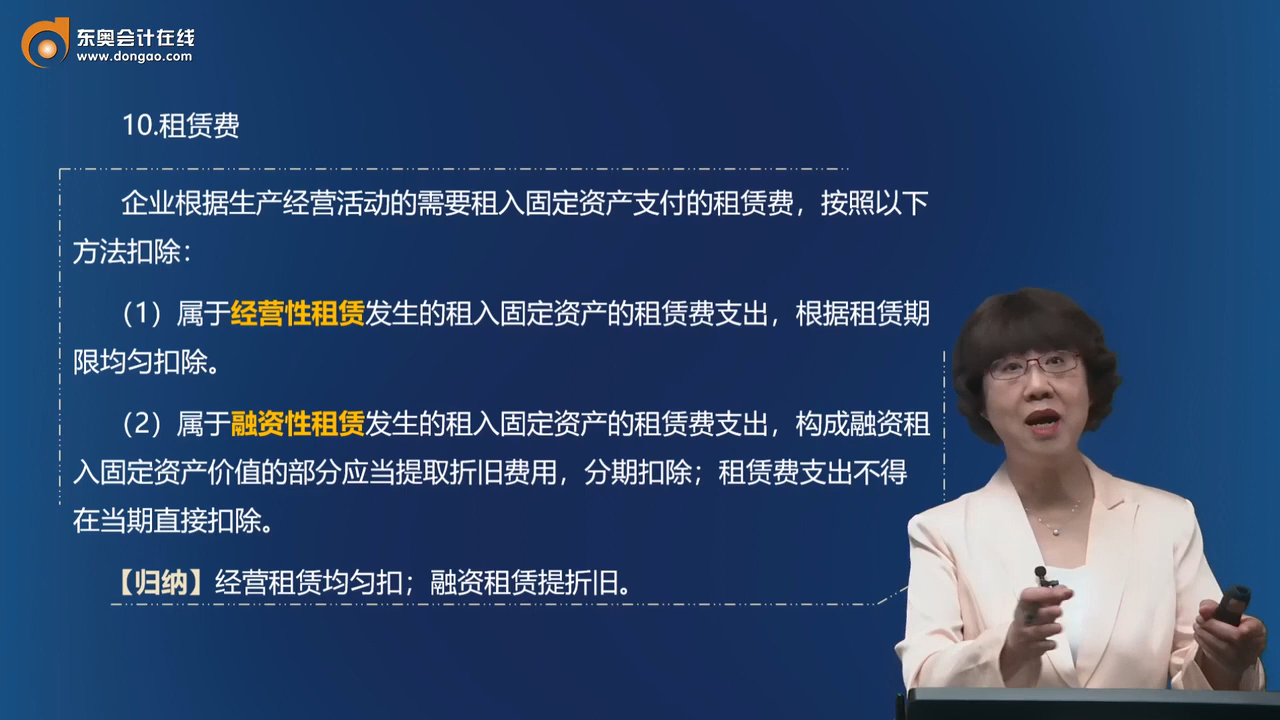 东奥会计在线
www.dongao.com
10.租赁费
企业根据生产经营活动的需要租入固定资产支付的租赁费，按照以下
方法扣除：
（1）属于经营性租赁发生的租入固定资产的租赁费支出，根据租赁期
限均匀扣除。
（2）属于融资性租赁发生的租入固定资产的租赁费支出，构成融资租
入固定资产价值的部分应当提取折旧费用，分期扣除；租赁费支出不得
在当期直接扣除。
【归纳】经营租赁均匀扣；融资租赁提折旧。